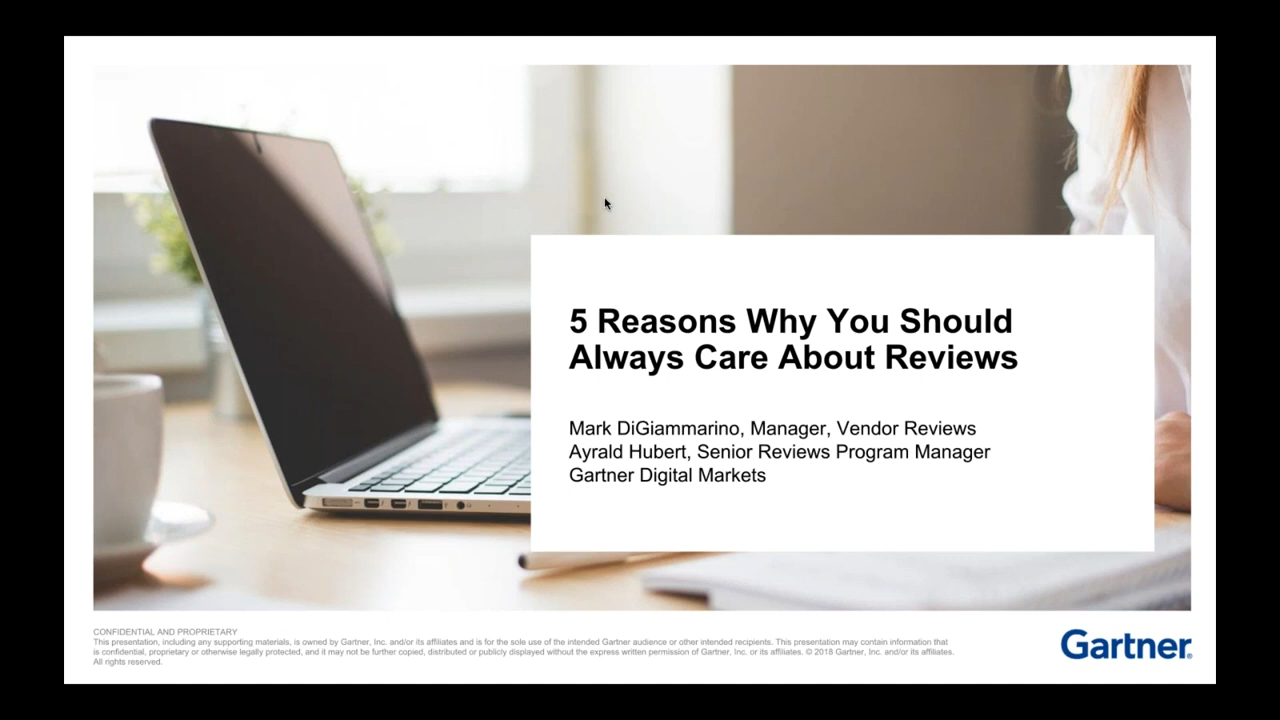 5 Reasons Why You Should
Always Care About Reviews
Mark DiGiammarino, Manager, Vendor Reviews
Ayrald Hubert, Senior Reviews Program Manager
Gartner Digital Markets
CONFIDENTIAL AND PROPRIETARY
This presentation, including any supporting materials, is owned by Gartner, Inc. and/or its affiliates and is for the sole use of the intended Gartner audience or other intended recipients. This presentation may contain information that
is confidential, proprietary or otherwise legally protected, and it may not be further copied, distributed or publicly displayed without the express written permission of Gartner, Inc. or its affiliates. © 2018 Gartner, Inc. and/or its affiliates.
All rights reserved.
Gartner®